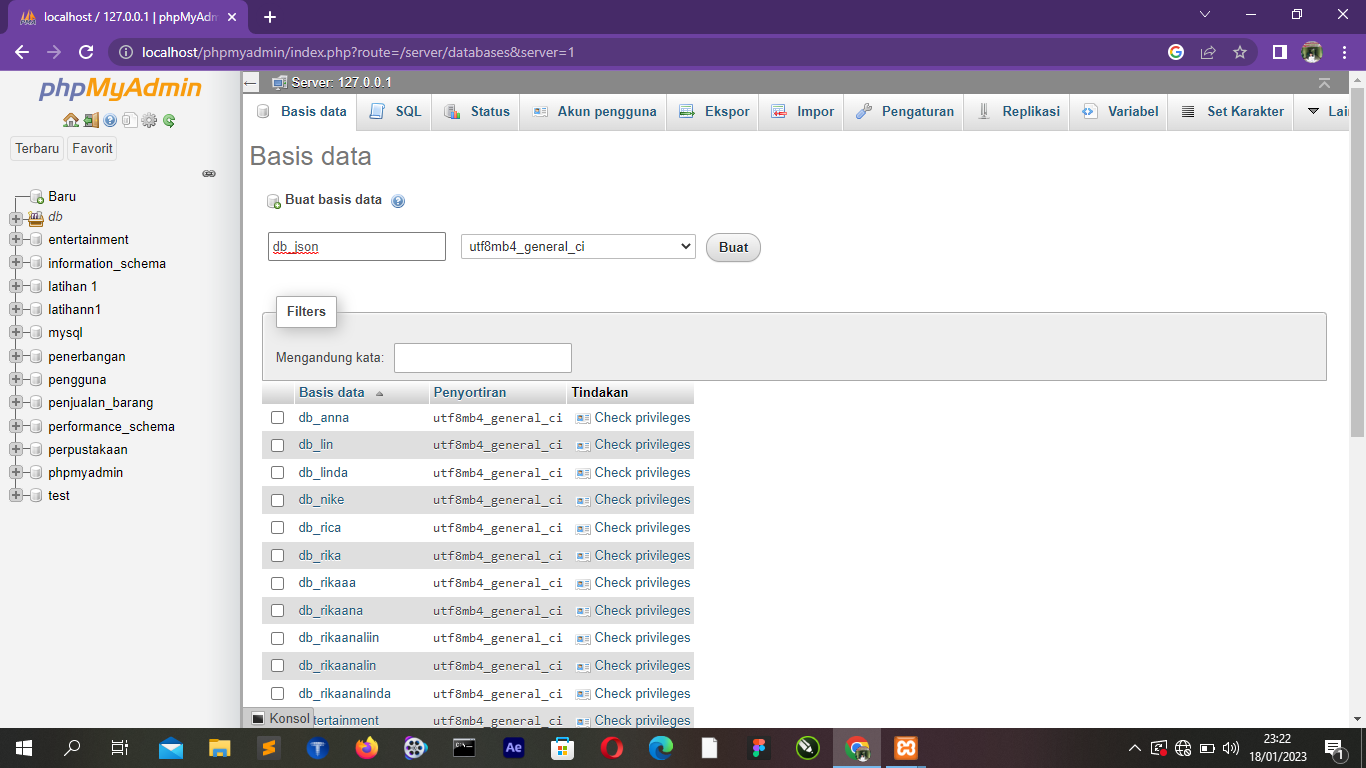 localhost / 127.0.0.1 | phpMyAdm
localhost/phpmyadmin/index.php?route=/server/databases&server=1
phpMyAdmin
Terbaru Favorit
Baru
db
entertainment
information_schema
latihan 1
latihann1
mysql
penerbangan
pengguna
penjualan_barang
performance_schema
perpustakaan
phpmyadmin
test
Server: 127.0.0.1
Basis data SQL Status Akun pengguna Ekspor Impor Pengaturan Replikasi Variabel Set Karakter Lai
Basis data
Buat basis data
db_json utf8mb4_general_ci Buat
Filters
Mengandung kata:
Basis data Penyortiran Tindakan
db_anna utf8mb4_general_ci Check privileges
db_lin utf8mb4_general_ci Check privileges
db_linda utf8mb4_general_ci Check privileges
db_nike utf8mb4_general_ci Check privileges
db_rica utf8mb4_general_ci Check privileges
db_rika utf8mb4_general_ci Check privileges
db_rikaaa utf8mb4_general_ci Check privileges
db_rikaana utf8mb4_general_ci Check privileges
db_rikaanaliin utf8mb4_general_ci Check privileges
db_rikaanalin utf8mb4_general_ci Check privileges
db_rikaanalinda utf8mb4_general_ci Check privileges
tertainment utf8mb4_general_ci Check privileges
Konsol
Ae
23:22
18/01/2023
1